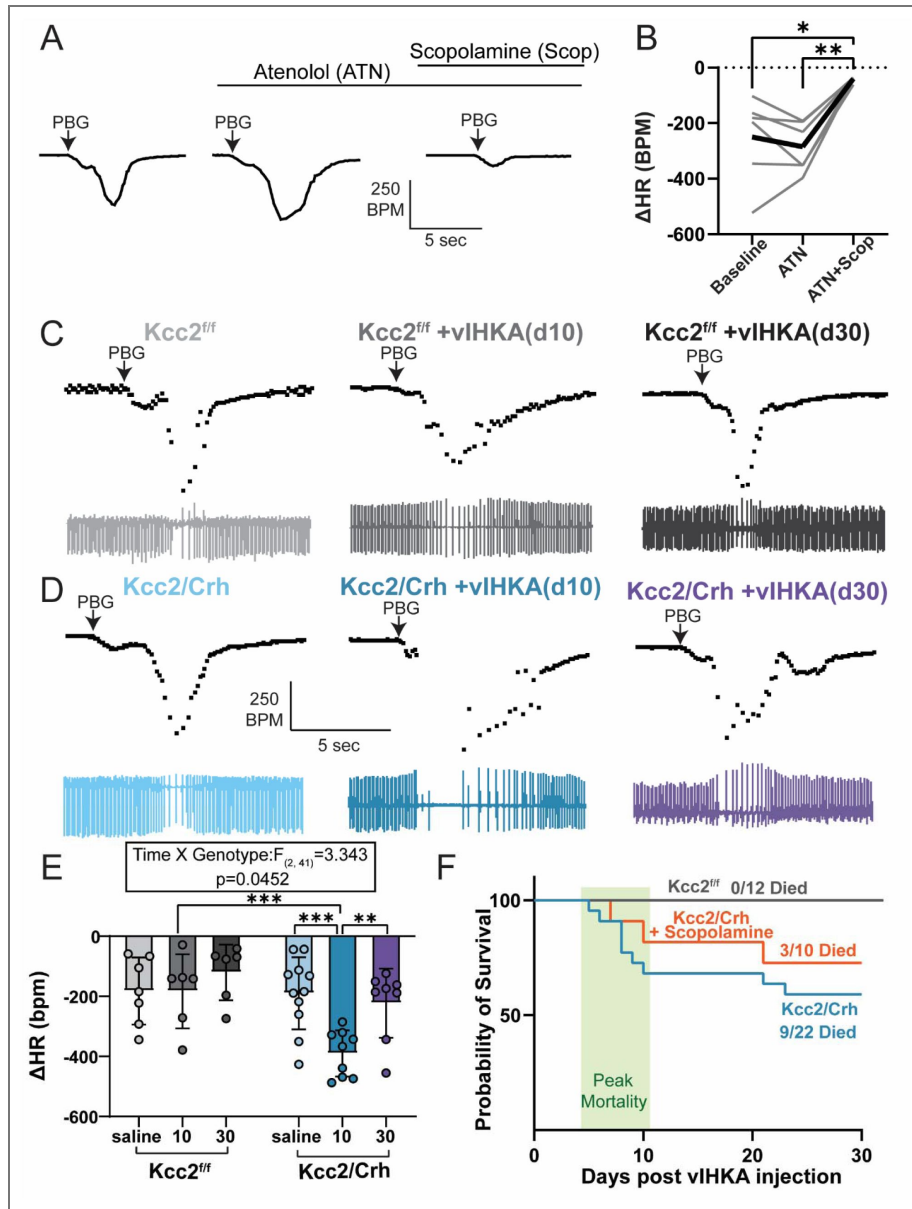 A
Scopolamine (Scop)
Atenolol (ATN)
PBG
PBG
PBG
250
BPM
5 sec
B
*
**
0
-200
-400
-600
ΔHR (BPM)
Baseline
ATN
ATN+Scop
C
Kcc2f/f
Kcc2f/f +vIHKA(d10)
Kcc2f/f +vIHKA(d30)
PBG
PBG
PBG
D
Kcc2/Crh
Kcc2/Crh +vIHKA(d10)
Kcc2/Crh +vIHKA(d30)
PBG
PBG
PBG
250
BPM
5 sec
E
Time X Genotype:F(2, 41)=3.343
p=0.0452
***
***
**
0
-200
-400
-600
ΔHR (bpm)
saline 10 30 saline 10 30
Kcc2f/f Kcc2/Crh
F
Kcc2f/f 0/12 Died
100
50
Kcc2/Crh
+ Scopolamine
3/10 Died
Kcc2/Crh
9/22 Died
Peak
Mortality
Probability of Survival
0 10 20 30
Days post vIHKA injection